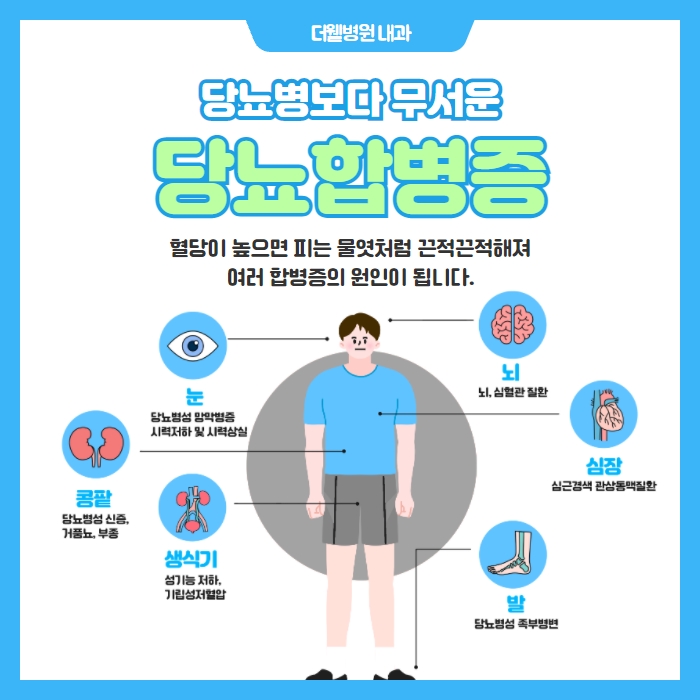 더웰병원 내과
당뇨병보다 무서운
당뇨합병증
혈당이 높으면 피는 물엿처럼 끈적끈적해져
여러 합병증의 원인이 됩니다.
눈
당뇨병성 망막병증
시력저하 및 시력상실
뇌
뇌, 심혈관 질환
심장
심근경색 관상동맥질환
콩팥
당뇨병성 신증,
거품뇨, 부종
생식기
성기능 저하,
기립성저혈압
발
당뇨병성 족부병변